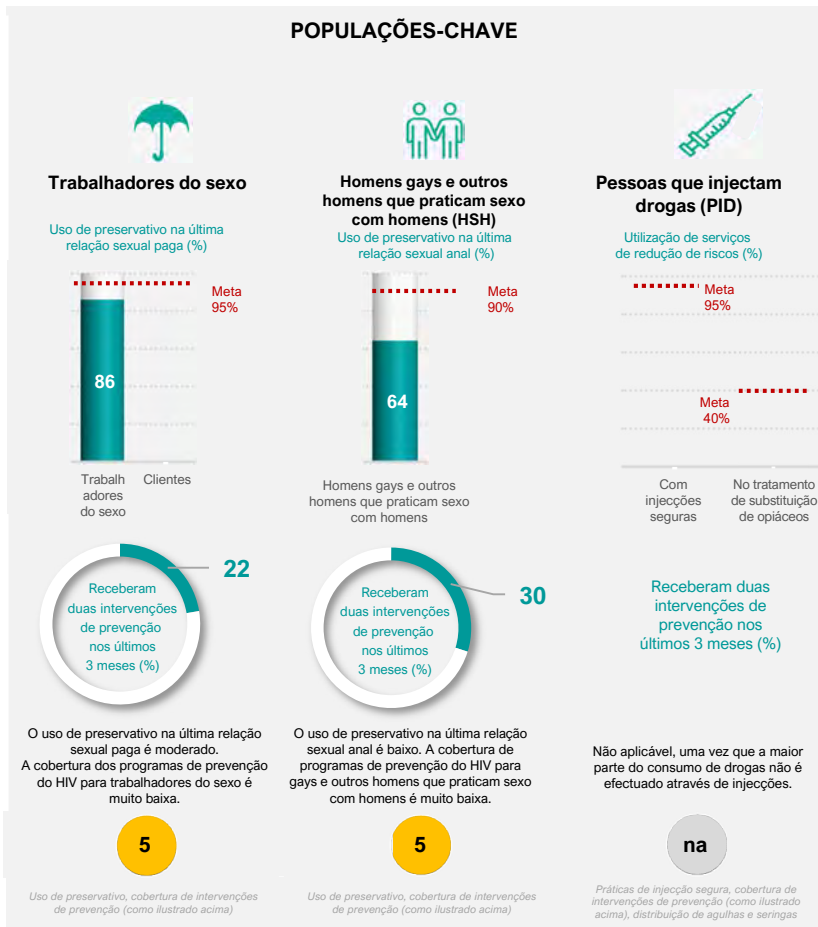 POPULAÇÕES-CHAVE
Trabalhadores do sexo
Uso de preservativo na última
relação sexual paga (%)
Meta
95%
86
Trabalh
adores
do sexo
Clientes
22
Receberam
duas intervenções
de prevenção
nos últimos
3 meses (%)
O uso de preservativo na última relação
sexual paga é moderado.
A cobertura dos programas de prevenção
do HIV para trabalhadores do sexo é
muito baixa.
5
Uso de preservativo, cobertura de intervenções
de prevenção (como ilustrado acima)
Homens gays e outros
homens que praticam sexo
com homens (HSH)
Uso de preservativo na última
relação sexual anal (%)
Meta
90%
64
Homens gays e outros
homens que praticam sexo
com homens
30
Receberam
duas intervenções
de prevenção
nos últimos
3 meses (%)
O uso de preservativo na última relação
sexual anal é baixo. A cobertura de
programas de prevenção do HIV para
gays e outros homens que praticam sexo
com homens é muito baixa.
5
Uso de preservativo, cobertura de intervenções
de prevenção (como ilustrado acima)
Pessoas que injectam
drogas (PID)
Utilização de serviços
de redução de riscos (%)
Meta
95%
Meta
40%
Com
injecções
seguras
No tratamento
de substituição
de opiáceos
Receberam duas
intervenções de
prevenção nos
últimos 3 meses (%)
Não aplicável, uma vez que a maior
parte do consumo de drogas não é
efectuado através de injecções.
na
Práticas de injecção segura, cobertura de
intervenções de prevenção (como ilustrado
acima), distribuição de agulhas e seringas